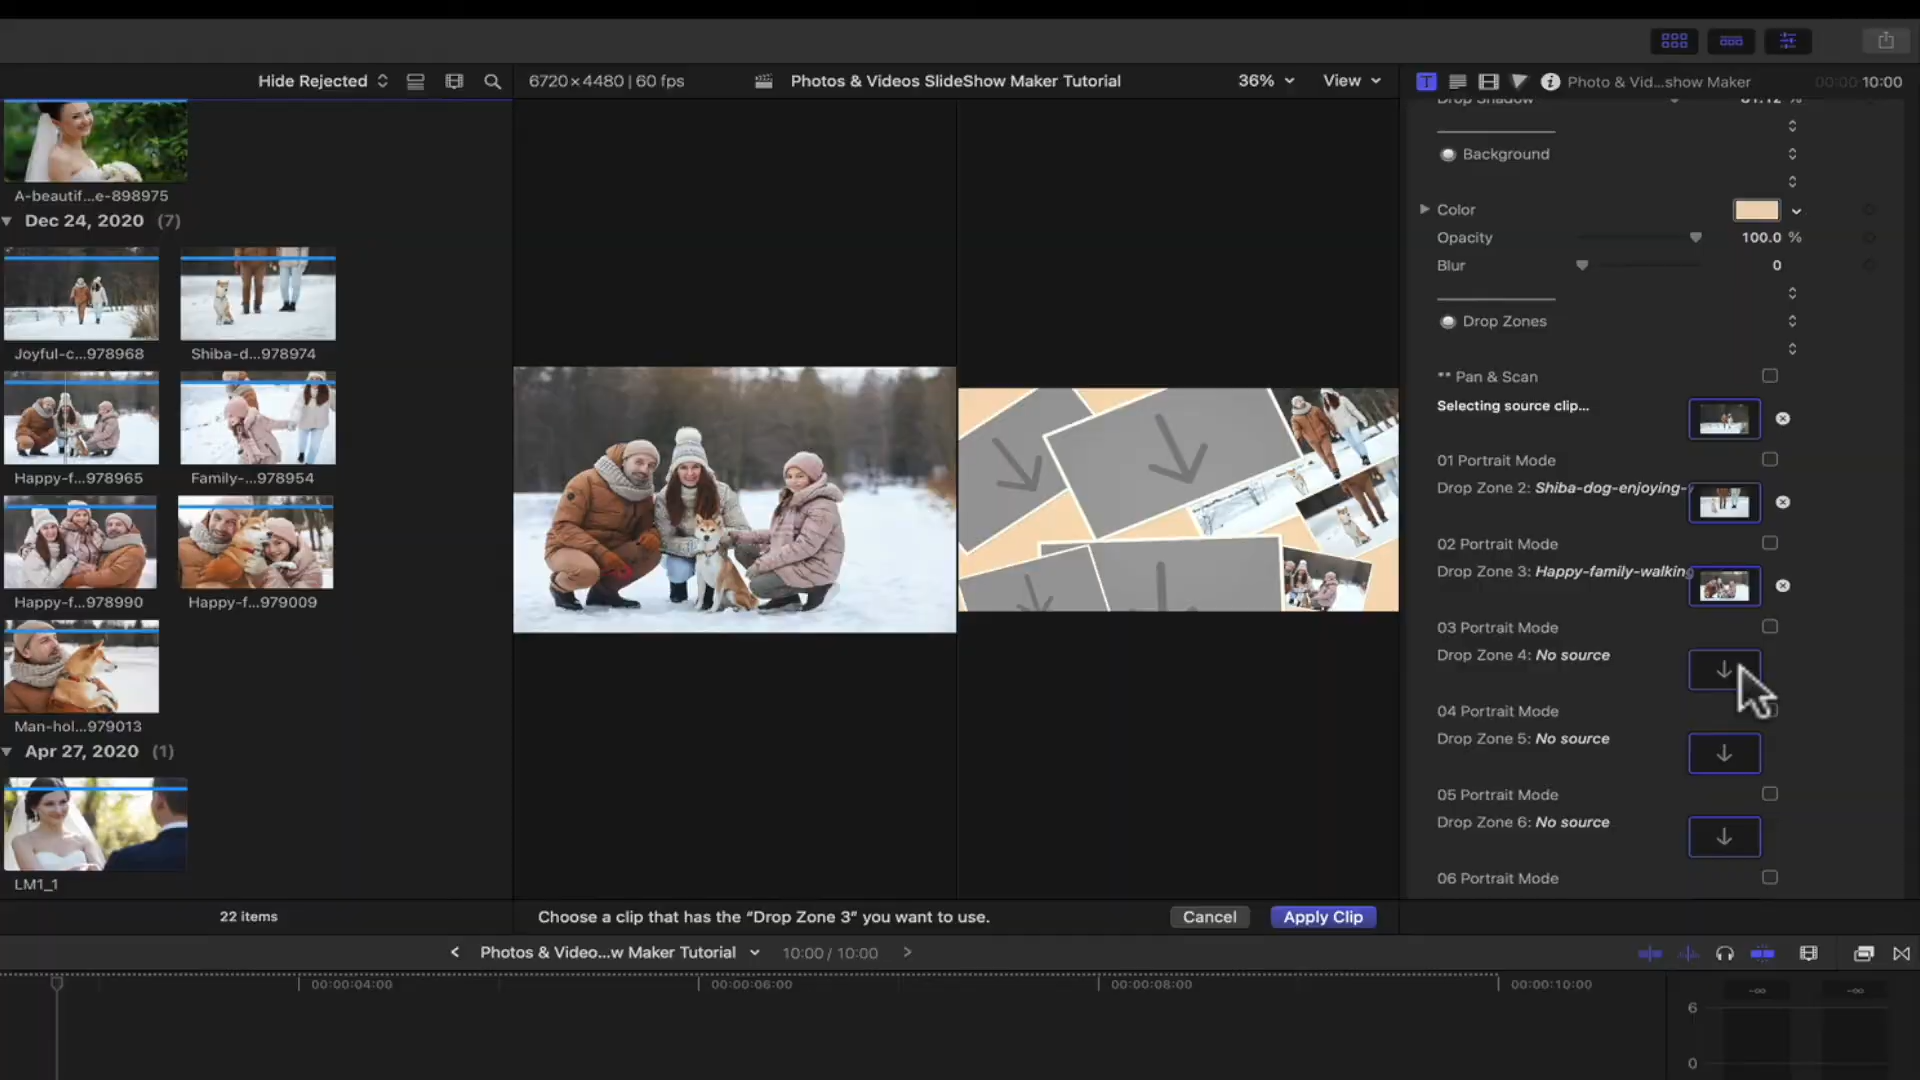 Hide Rejected
6720×4480 | 60 fps
Photos & Videos SlideShow Maker Tutorial
36%
View
T
Photo & Vid...show Maker
00:00:10:00
Drop Shadow
81.12 %
A-beautif...e-898975
Dec 24, 2020 (7)
Joyful-c...978968
Shiba-d...978974
Happy-f...978965
Family-...978954
Happy-f...978990
Happy-f...979009
Man-hol...979013
Apr 27, 2020 (1)
LM1_1
22 items
Background
Color
Opacity
100.0 %
Blur
0
Drop Zones
** Pan & Scan
Selecting source clip...
01 Portrait Mode
Drop Zone 2: Shiba-dog-enjoying-
02 Portrait Mode
Drop Zone 3: Happy-family-walking
03 Portrait Mode
Drop Zone 4: No source
04 Portrait Mode
Drop Zone 5: No source
05 Portrait Mode
Drop Zone 6: No source
06 Portrait Mode
Choose a clip that has the “Drop Zone 3” you want to use.
Cancel
Apply Clip
Photos & Video...w Maker Tutorial
10:00 / 10:00
00:00:04:00
00:00:06:00
00:00:08:00
00:00:10:00
-∞
-∞
6
0